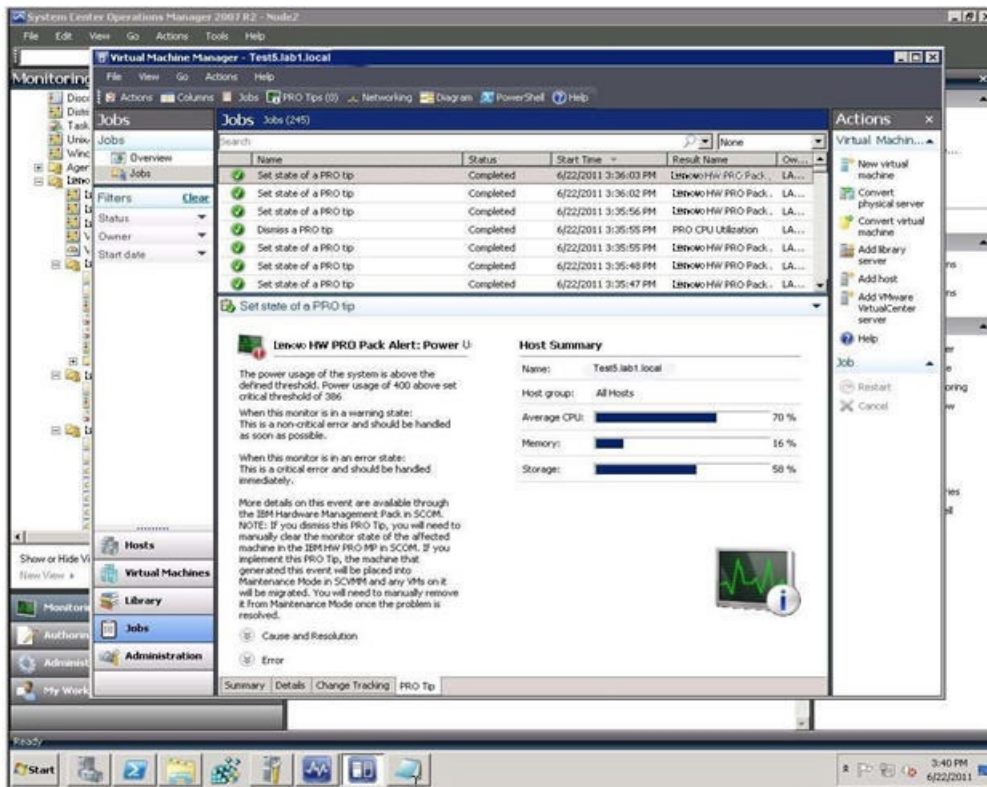 System Center Operations Manager 2007 R2 - Node2
File Edit View Go Actions Tools Help
Monitoring
Virtual Machine Manager - Test5.lab1.local
File View Go Actions Help
Actions Columns Jobs PRO Tips (0) Networking Diagram PowerShell Help
Jobs
Jobs
Overview
Jobs
Filters Clear
Status
Owner
Start date
Hosts
Virtual Machines
Library
Jobs
Administration
Jobs Jobs (245)
Search None
Name Status Start Time Result Name Ow...
Set state of a PRO tip Completed 6/22/2011 3:36:03 PM Lenovo HW PRO Pack . LA...
Set state of a PRO tip Completed 6/22/2011 3:36:02 PM Lenovo HW PRO Pack . LA...
Set state of a PRO tip Completed 6/22/2011 3:35:56 PM Lenovo HW PRO Pack . LA...
Dismiss a PRO tip Completed 6/22/2011 3:35:55 PM PRO CPU Utilization LA...
Set state of a PRO tip Completed 6/22/2011 3:35:55 PM Lenovo HW PRO Pack . LA...
Set state of a PRO tip Completed 6/22/2011 3:35:48 PM Lenovo HW PRO Pack . LA...
Set state of a PRO tip Completed 6/22/2011 3:35:47 PM Lenovo HW PRO Pack . LA...
Set state of a PRO tip
Lenovo HW PRO Pack Alert: Power U
The power usage of the system is above the
defined threshold. Power usage of 400 above set
critical threshold of 386
When this monitor is in a warning state:
This is a non-critical error and should be handled
as soon as possible.
When this monitor is in an error state:
This is a critical error and should be handled
immediately.
More details on this event are available through
the IBM Hardware Management Pack in SCOM.
NOTE: If you dismiss this PRO Tip, you will need to
manually clear the monitor state of the affected
machine in the IBM HW PRO MP in SCOM. If you
implement this PRO Tip, the machine that
generated this event will be placed into
Maintenance Mode in SCVMM and any VMs on it
will be migrated. You will need to manually remove
it from Maintenance Mode once the problem is
resolved.
Cause and Resolution
Error
Host Summary
Name: Test5.lab1.local
Host group: All Hosts
Average CPU: 70 %
Memory: 16 %
Storage: 58 %
Summary Details Change Tracking PRO Tip
Actions
Virtual Machin...
New virtual
machine
Convert
physical server
Convert virtual
machine
Add library
server
Add host
Add VMware
VirtualCenter
server
Help
Job
Restart
Cancel
Show or Hide Vi
New View
Monitori
Authorin
Administ
My Work
Ready
Start
3:40 PM
6/22/2011